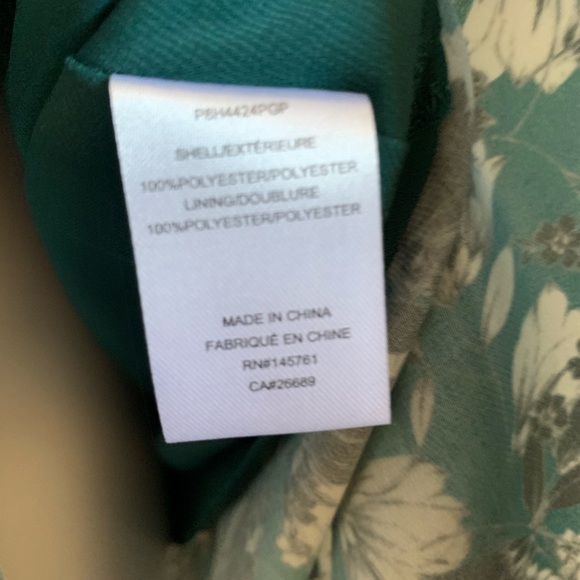 P8H4424PGP
SHELL/EXTÉRIEURE
100%POLYESTER/POLYESTER
LINING/DOUBLURE
100%POLYESTER/POLYESTER
MADE IN CHINA
FABRIQUÉ EN CHINE
RN#145761
CA#26689